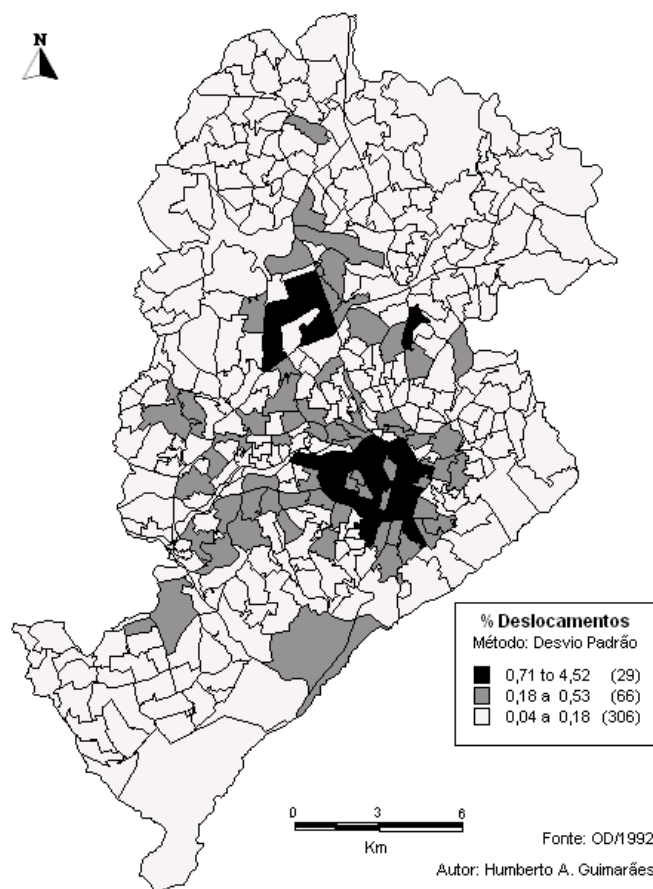 N
% Deslocamentos
Método: Desvio Padrão
0,71 to 4,52 (29)
0,18 a 0,53 (66)
0,04 a 0,18 (306)
0 3 6
Km
Fonte: OD/1992
Autor: Humberto A. Guimarães